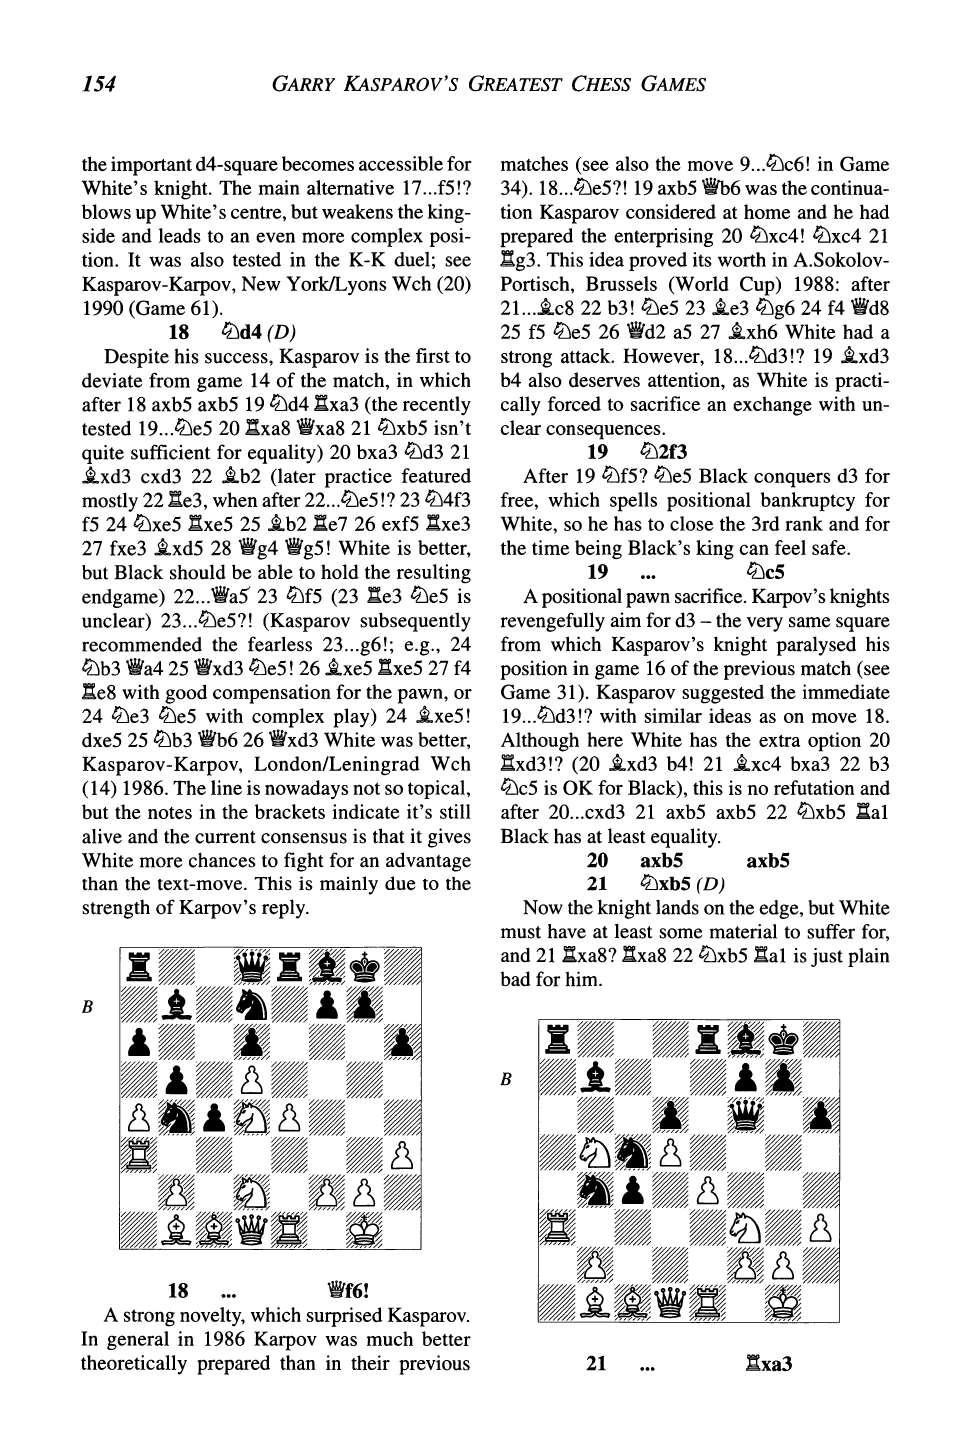 154 GARRY KASPAROV'S GREATEST CHESS GAMES
the important d4-square becomes accessible for
White's knight. The main alternative 17...f5!?
blows up White's centre, but weakens the king-
side and leads to an even more complex posi-
tion. It was also tested in the K-K duel; see
Kasparov-Karpov, New York/Lyons Wch (20)
1990 (Game 61).
18 ♘d4 (D)
Despite his success, Kasparov is the first to
deviate from game 14 of the match, in which
after 18 axb5 axb5 19 ♘d4 ♖xa3 (the recently
tested 19...♘e5 20 ♖xa8 ♕xa8 21 ♘xb5 isn't
quite sufficient for equality) 20 bxa3 ♘d3 21
♗xd3 cxd3 22 ♗b2 (later practice featured
mostly 22 ♖e3, when after 22...♘e5!? 23 ♘4f3
f5 24 ♘xe5 ♖xe5 25 ♗b2 ♖e7 26 exf5 ♖xe3
27 fxe3 ♗xd5 28 ♕g4 ♕g5! White is better,
but Black should be able to hold the resulting
endgame) 22...♕a5 23 ♘f5 (23 ♖e3 ♘e5 is
unclear) 23...♘e5?! (Kasparov subsequently
recommended the fearless 23...g6!; e.g., 24
♘b3 ♕a4 25 ♕xd3 ♘e5! 26 ♗xe5 ♖xe5 27 f4
♖e8 with good compensation for the pawn, or
24 ♘e3 ♘e5 with complex play) 24 ♗xe5!
dxe5 25 ♘b3 ♕b6 26 ♕xd3 White was better,
Kasparov-Karpov, London/Leningrad Wch
(14) 1986. The line is nowadays not so topical,
but the notes in the brackets indicate it's still
alive and the current consensus is that it gives
White more chances to fight for an advantage
than the text-move. This is mainly due to the
strength of Karpov's reply.
B
18 ... ♕f6!
A strong novelty, which surprised Kasparov.
In general in 1986 Karpov was much better
theoretically prepared than in their previous
matches (see also the move 9...♘c6! in Game
34). 18...♘e5?! 19 axb5 ♕b6 was the continua-
tion Kasparov considered at home and he had
prepared the enterprising 20 ♘xc4! ♘xc4 21
♖g3. This idea proved its worth in A.Sokolov-
Portisch, Brussels (World Cup) 1988: after
21...♗c8 22 b3! ♘e5 23 ♗e3 ♘g6 24 f4 ♕d8
25 f5 ♘e5 26 ♕d2 a5 27 ♗xh6 White had a
strong attack. However, 18...♘d3!? 19 ♗xd3
b4 also deserves attention, as White is practi-
cally forced to sacrifice an exchange with un-
clear consequences.
19 ♘2f3
After 19 ♘f5? ♘e5 Black conquers d3 for
free, which spells positional bankruptcy for
White, so he has to close the 3rd rank and for
the time being Black's king can feel safe.
19 ... ♘c5
A positional pawn sacrifice. Karpov's knights
revengefully aim for d3 – the very same square
from which Kasparov's knight paralysed his
position in game 16 of the previous match (see
Game 31). Kasparov suggested the immediate
19...♘d3!? with similar ideas as on move 18.
Although here White has the extra option 20
♖xd3!? (20 ♗xd3 b4! 21 ♗xc4 bxa3 22 b3
♘c5 is OK for Black), this is no refutation and
after 20...cxd3 21 axb5 axb5 22 ♘xb5 ♖a1
Black has at least equality.
20 axb5 axb5
21 ♘xb5 (D)
Now the knight lands on the edge, but White
must have at least some material to suffer for,
and 21 ♖xa8? ♖xa8 22 ♘xb5 ♖a1 is just plain
bad for him.
B
21 ... ♖xa3